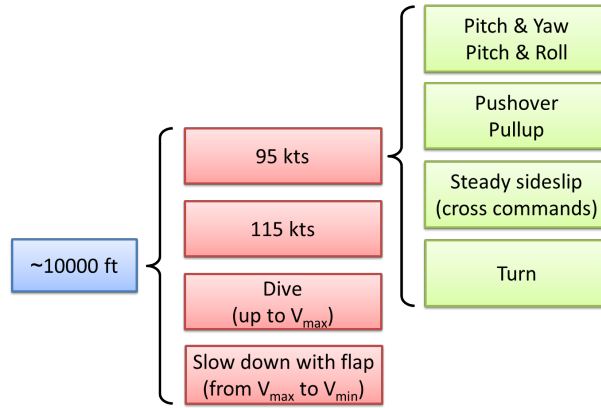 ~10000 ft
95 kts
115 kts
Dive
(up to Vmax)
Slow down with flap
(from Vmax to Vmin)
Pitch & Yaw
Pitch & Roll
Pushover
Pullup
Steady sideslip
(cross commands)
Turn